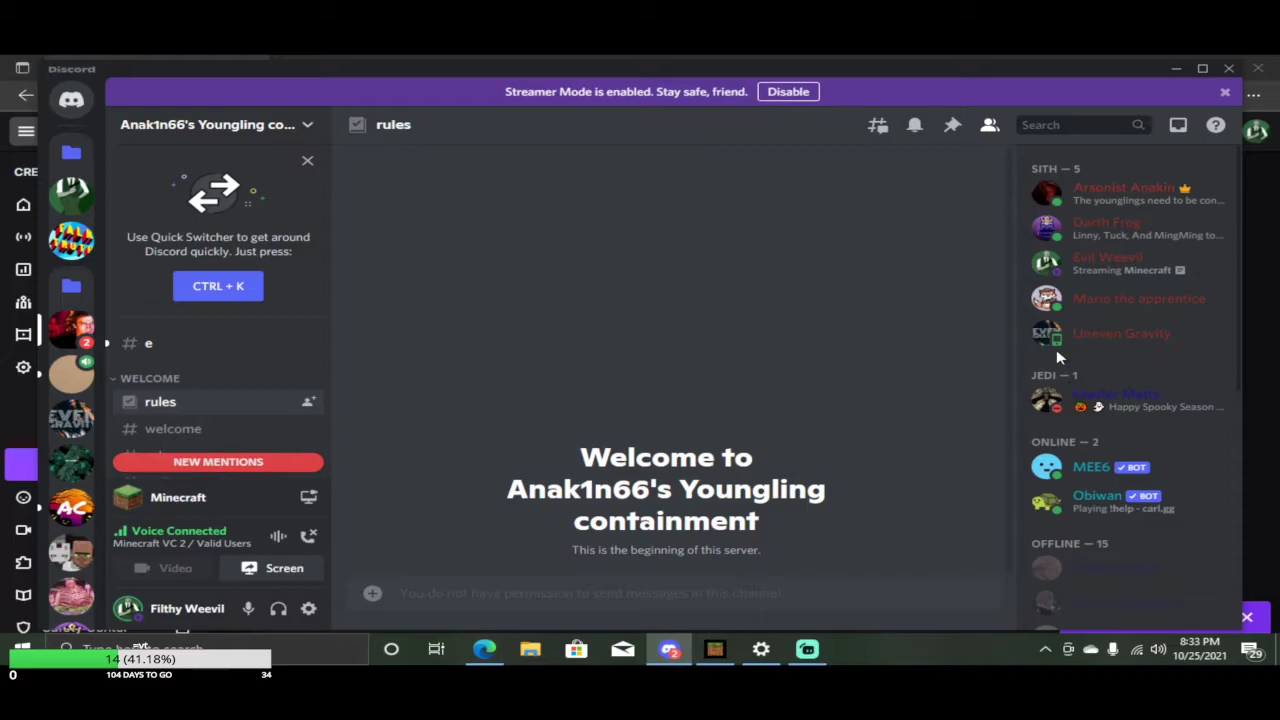 Discord
Streamer Mode is enabled. Stay safe, friend.
Disable
Anak1n66's Youngling co...
rules
Search
CRE
Use Quick Switcher to get around
Discord quickly. Just press:
CTRL + K
e
WELCOME
rules
welcome
NEW MENTIONS
Minecraft
Voice Connected
Minecraft VC 2 / Valid Users
Video
Screen
Filthy Weevil
Welcome to
Anak1n66's Youngling
containment
This is the beginning of this server.
You do not have permission to send messages in this channel.
SITH — 5
Arsonist Anakin
The younglings need to be con...
Darth Frog
Linny, Tuck, And MingMing to...
Evil Weevil
Streaming Minecraft
Mario the apprentice
Uneven Gravity
JEDI — 1
Master Matty
🎃 👻 Happy Spooky Season ...
ONLINE — 2
MEE6 ✓ BOT
Obiwan ✓ BOT
Playing !help - carl.gg
OFFLINE — 15
2
2
14 (41.18%)
0
104 DAYS TO GO
34
8:33 PM
10/25/2021
29